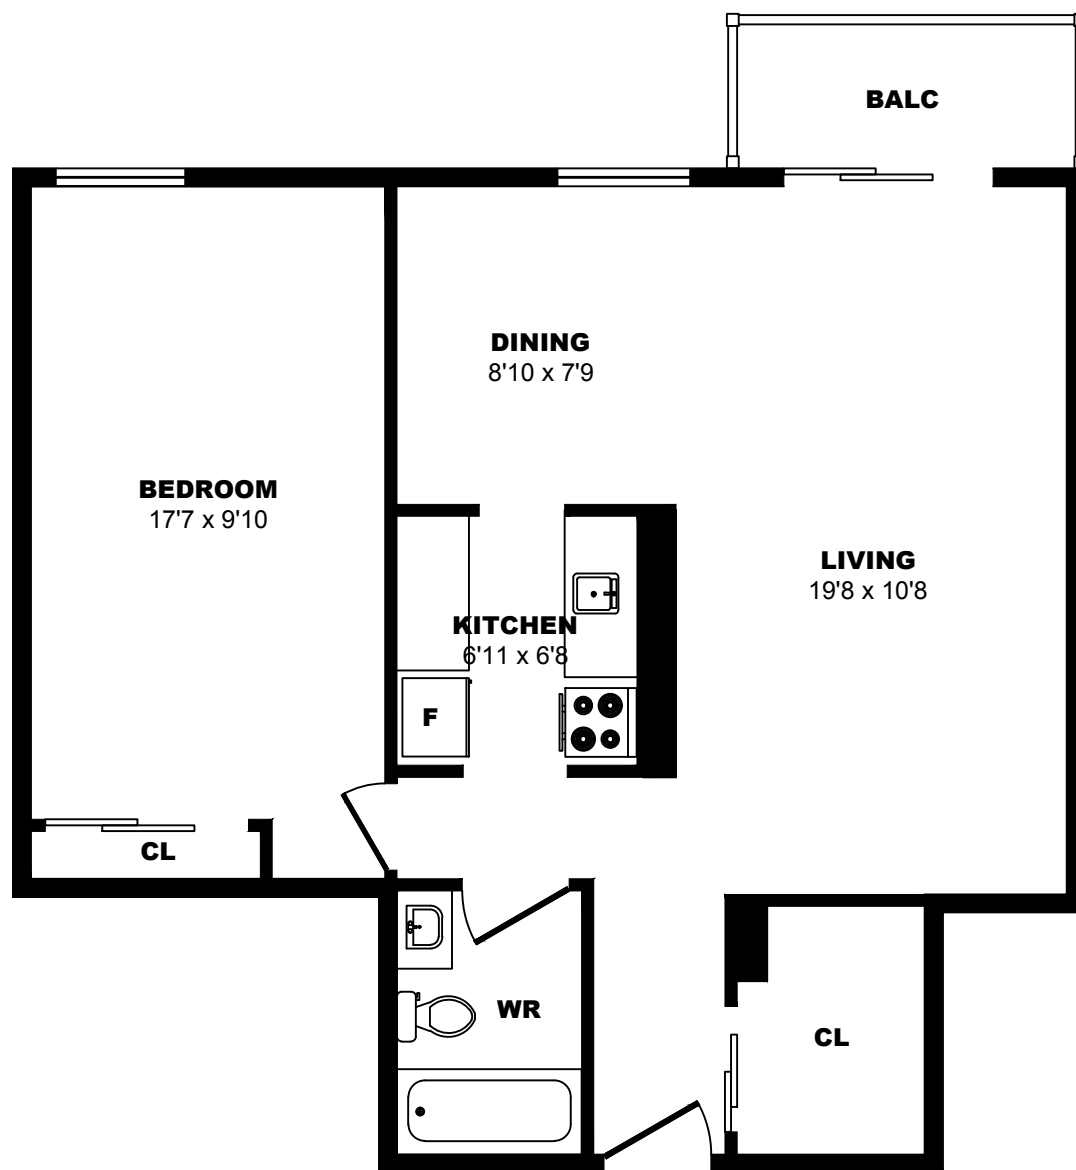 BALC
DINING
8'10 x 7'9
BEDROOM
17'7 x 9'10
LIVING
19'8 x 10'8
KITCHEN
6'11 x 6'8
F
CL
WR
CL